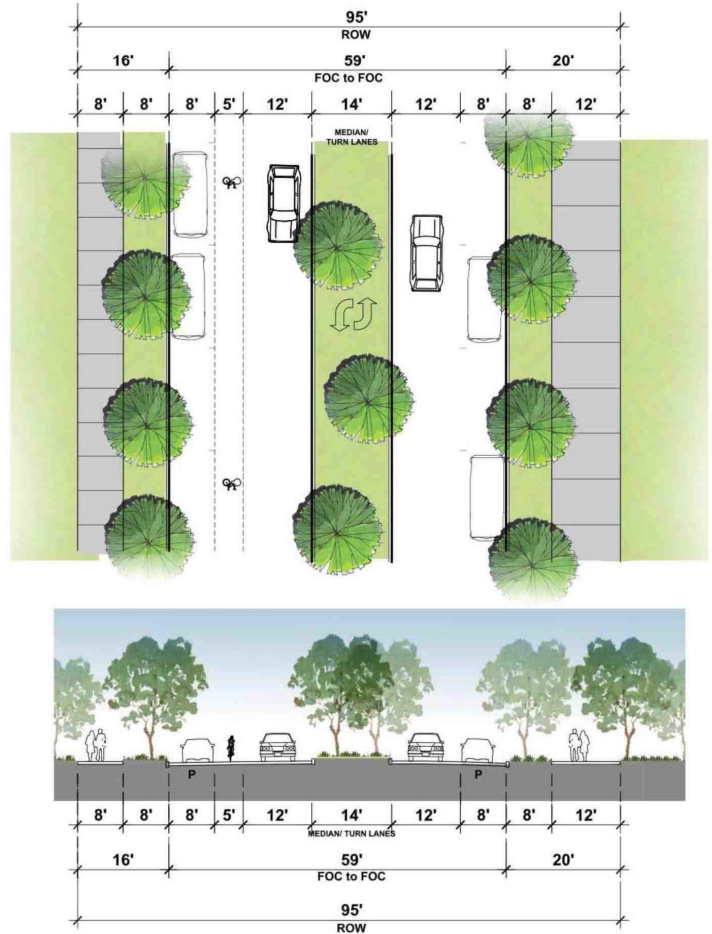 95'
ROW
16' 59' 20'
FOC to FOC
8' 8' 8' 5' 12' 14' 12' 8' 8' 12'
MEDIAN/
TURN LANES
P P
8' 8' 8' 5' 12' 14' 12' 8' 8' 12'
MEDIAN/ TURN LANES
16' 59' 20'
FOC to FOC
95'
ROW